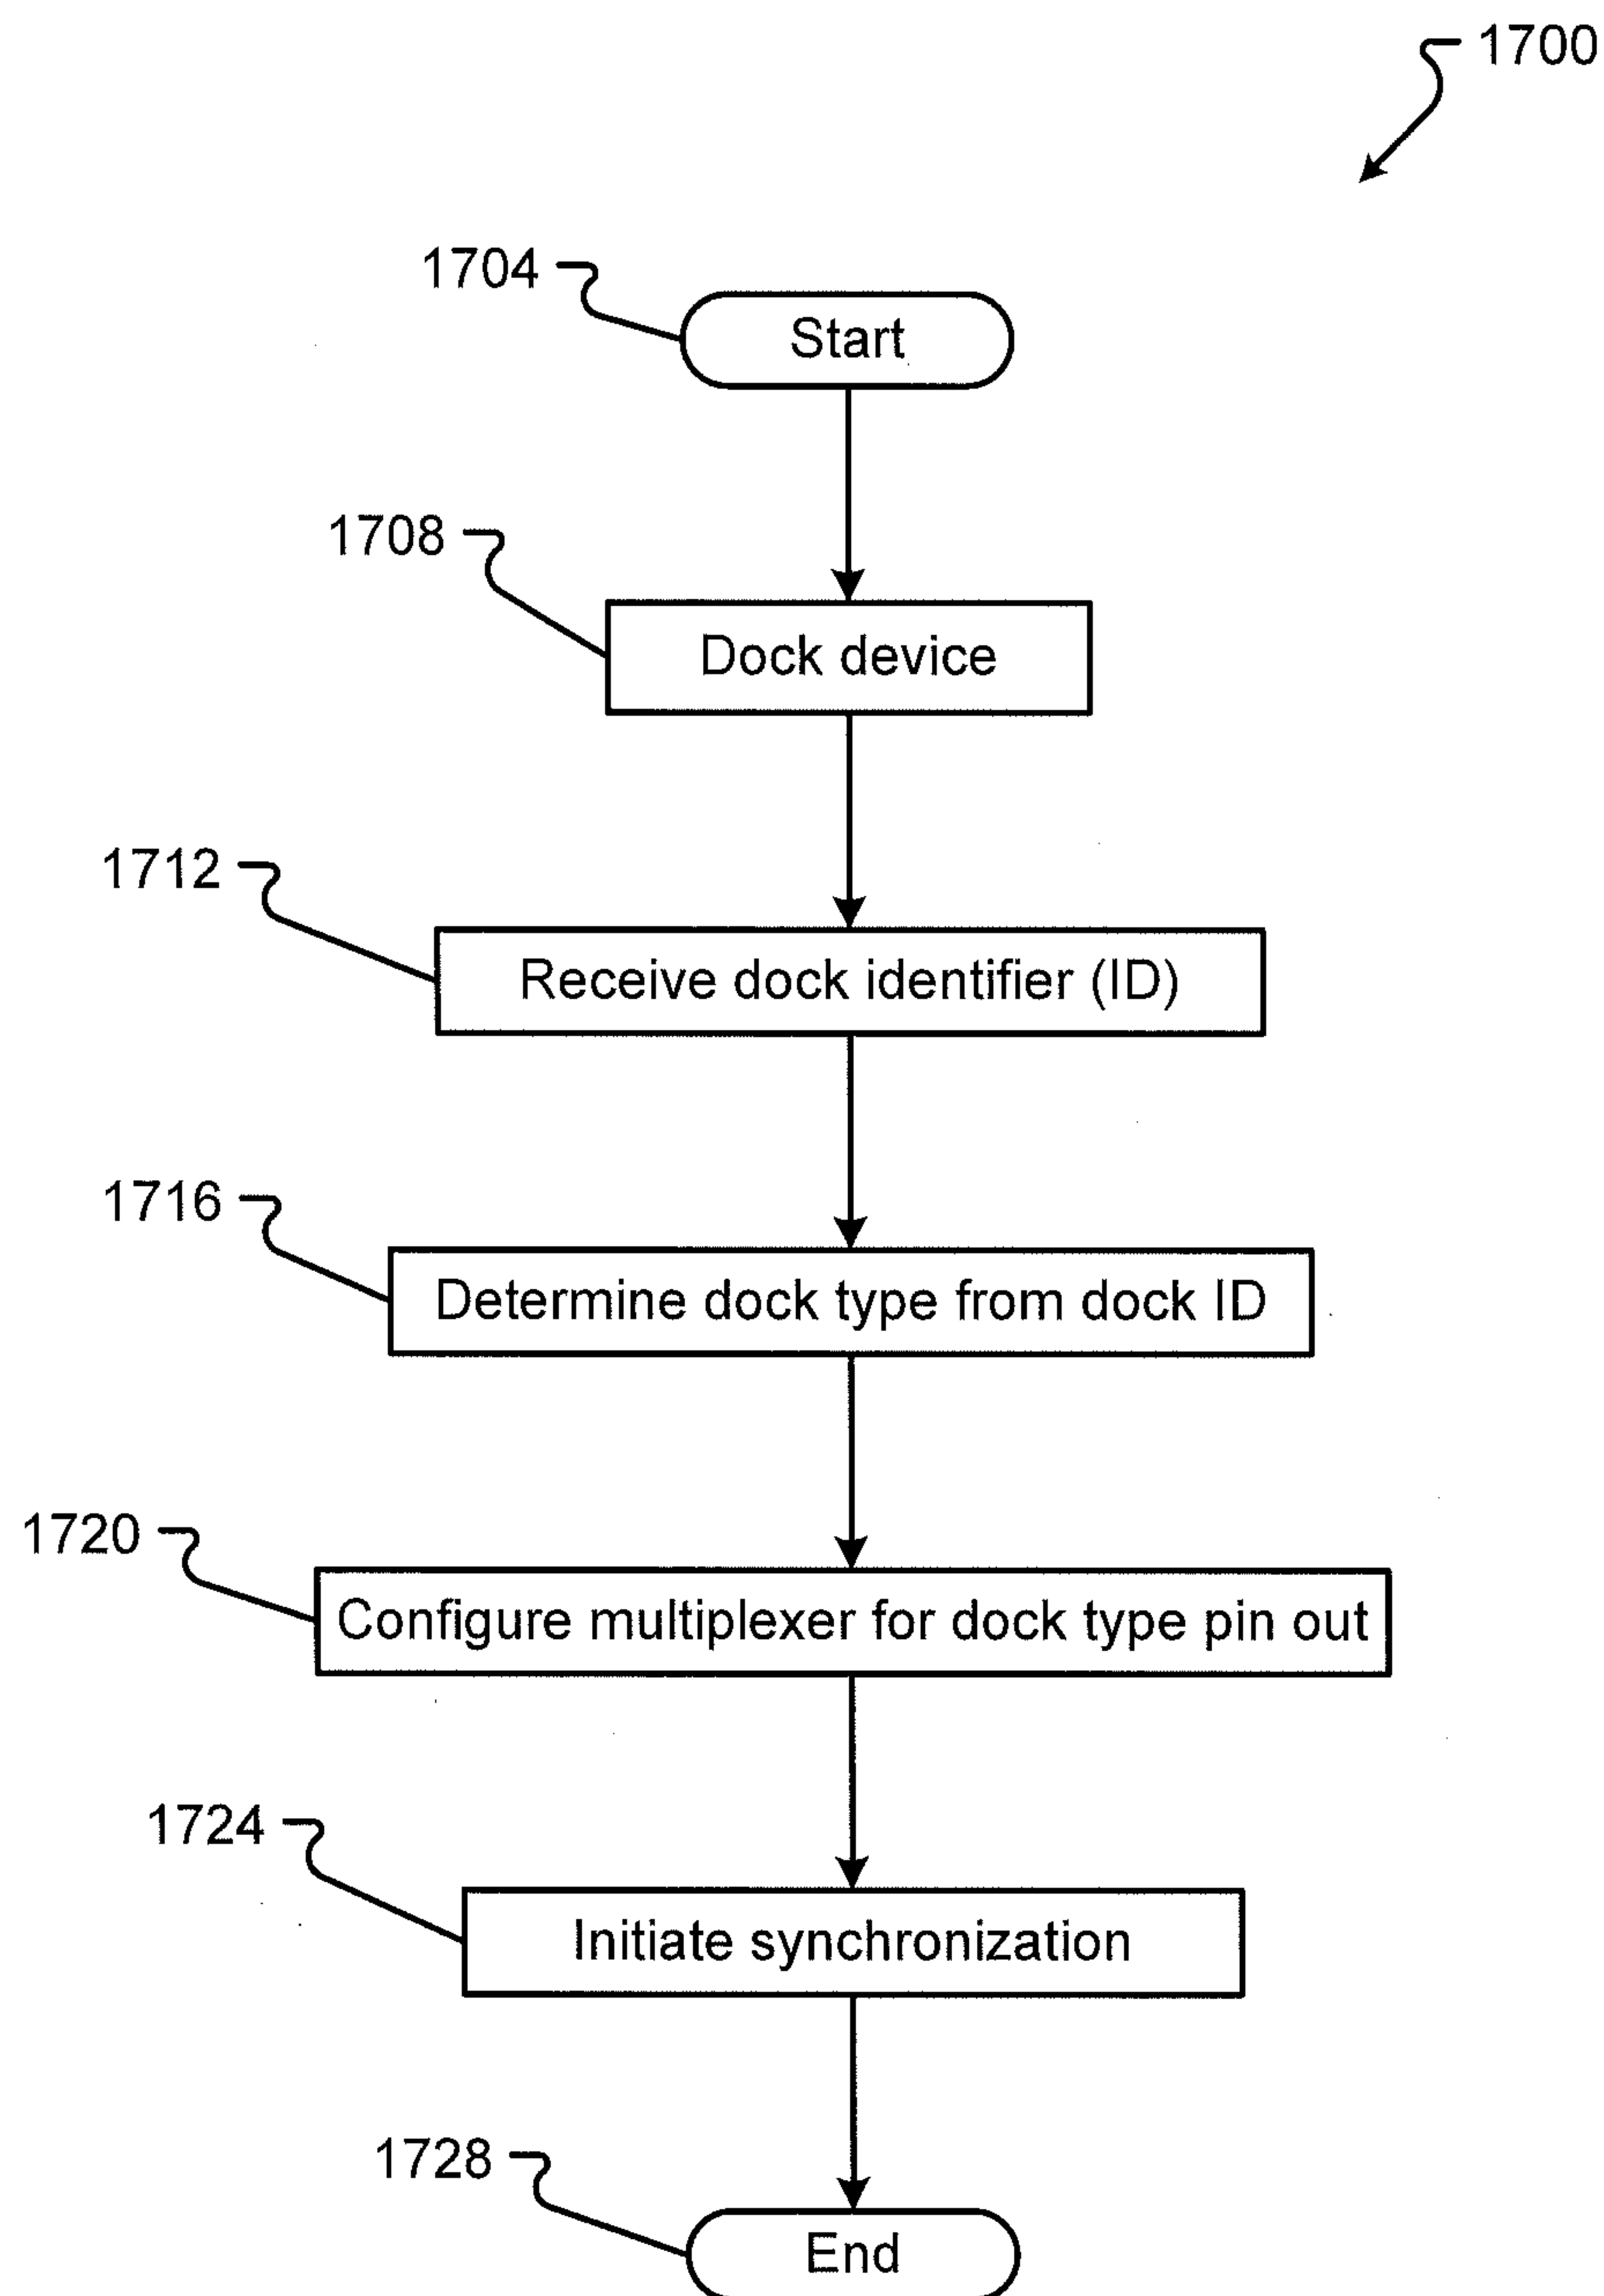 1700
1704
Start
1708
Dock device
1712
Receive dock identifier (ID)
1716
Determine dock type from dock ID
1720
Configure multiplexer for dock type pin out
1724
Initiate synchronization
1728
End